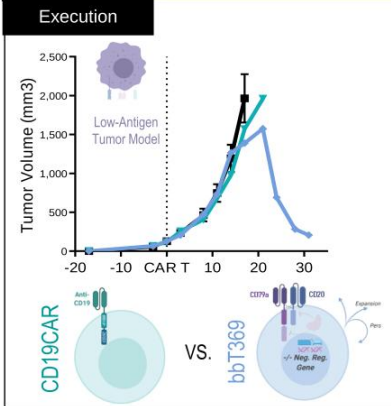 Execution
Tumor Volume (mm3)
2,500
2,000
1,500
1,000
500
0
Low-Antigen
Tumor Model
-20 -10 CAR T 10 20 30
CD19CAR
Anti-
CD19
VS.
bbT369
CD79a
CD20
Expansion
Pers
-/- Neg. Reg.
Gene